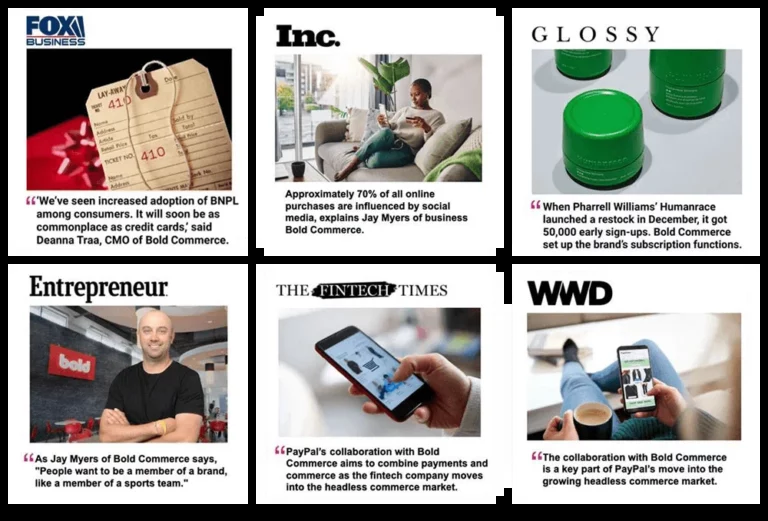 FOX
BUSINESS
LAY-AWAY
410
Name
Address
Article
Retail Price
Tax
TICKET NO. 410
Name
Address
“‘We've seen increased adoption of BNPL
among consumers. It will soon be as
commonplace as credit cards,’ said
Deanna Traa, CMO of Bold Commerce.
Inc.
Approximately 70% of all online
purchases are influenced by social
media, explains Jay Myers of business
Bold Commerce.
GLOSSY
“When Pharrell Williams’ Humanrace
launched a restock in December, it got
50,000 early sign-ups. Bold Commerce
set up the brand's subscription functions.
Entrepreneur
bold
“As Jay Myers of Bold Commerce says,
"People want to be a member of a brand,
like a member of a sports team."
THE FINTECH TIMES
“PayPal's collaboration with Bold
Commerce aims to combine payments and
commerce as the fintech company moves
into the headless commerce market.
WWD
“The collaboration with Bold Commerce
is a key part of PayPal's move into the
growing headless commerce market.